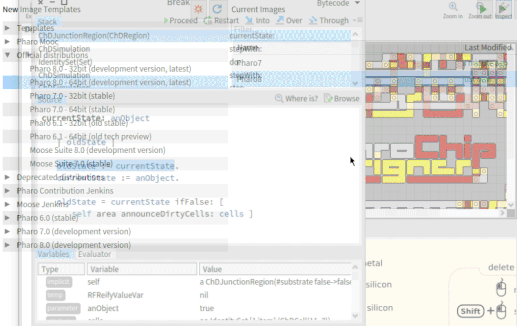 New Image Templates
Break
Current Images
Bytecode
Stack
Proceed Restart Into Over Through
Zoom in Zoom out Inspect
Templates
Pharo Mooc
Official distributions
Pharo 8.0 - 32bit (development version, latest)
Pharo 8.0 - 64bit (development version, latest)
Pharo 7.0 - 32bit (stable)
Pharo 7.0 - 64bit (stable)
Pharo 6.1 - 32bit (old stable)
Pharo 6.1 - 64bit (old tech preview)
Moose Suite 8.0 (development version)
Moose Suite 7.0 (stable)
Deprecated distributions
Pharo Contribution Jenkins
Moose Jenkins
Pharo 6.0 (stable)
Pharo 7.0 (development version)
Pharo 8.0 (development version)
ChDJunctionRegion(ChDRegion) currentState:
ChDSimulation stepWith:
IdentitySet(Set) do:
ChDSimulation stepWith:
Name
Pharo7
Pharo8
Last Modified
Source
Where is? Browse
currentState: anObject
| oldState |
oldState := currentState.
currentState := anObject.
oldState = currentState ifFalse: [
self area announceDirtyCells: cells ]
Chip
Variables Evaluator
Type Variable Value
implicit self a ChDJunctionRegion(#substrate false->false
temp RFReifyValueVar nil
parameter anObject true
etal
silicon
silicon
delete
Shift +